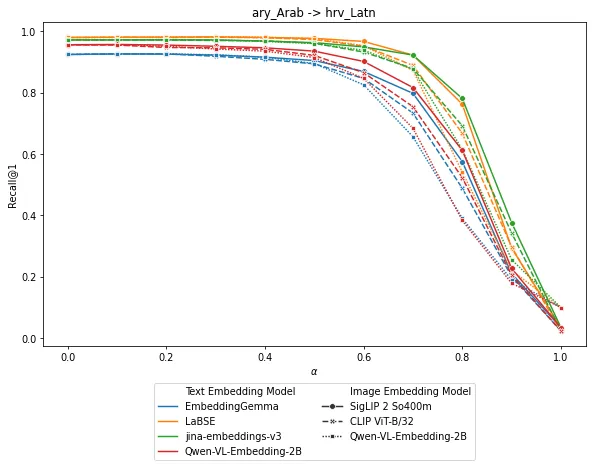 ary_Arab -> hrv_Latn
Recall@1
1.0
0.8
0.6
0.4
0.2
0.0
0.0 0.2 0.4 0.6 0.8 1.0
α
Text Embedding Model
EmbeddingGemma
LaBSE
jina-embeddings-v3
Qwen-VL-Embedding-2B
Image Embedding Model
SigLIP 2 So400m
CLIP ViT-B/32
Qwen-VL-Embedding-2B